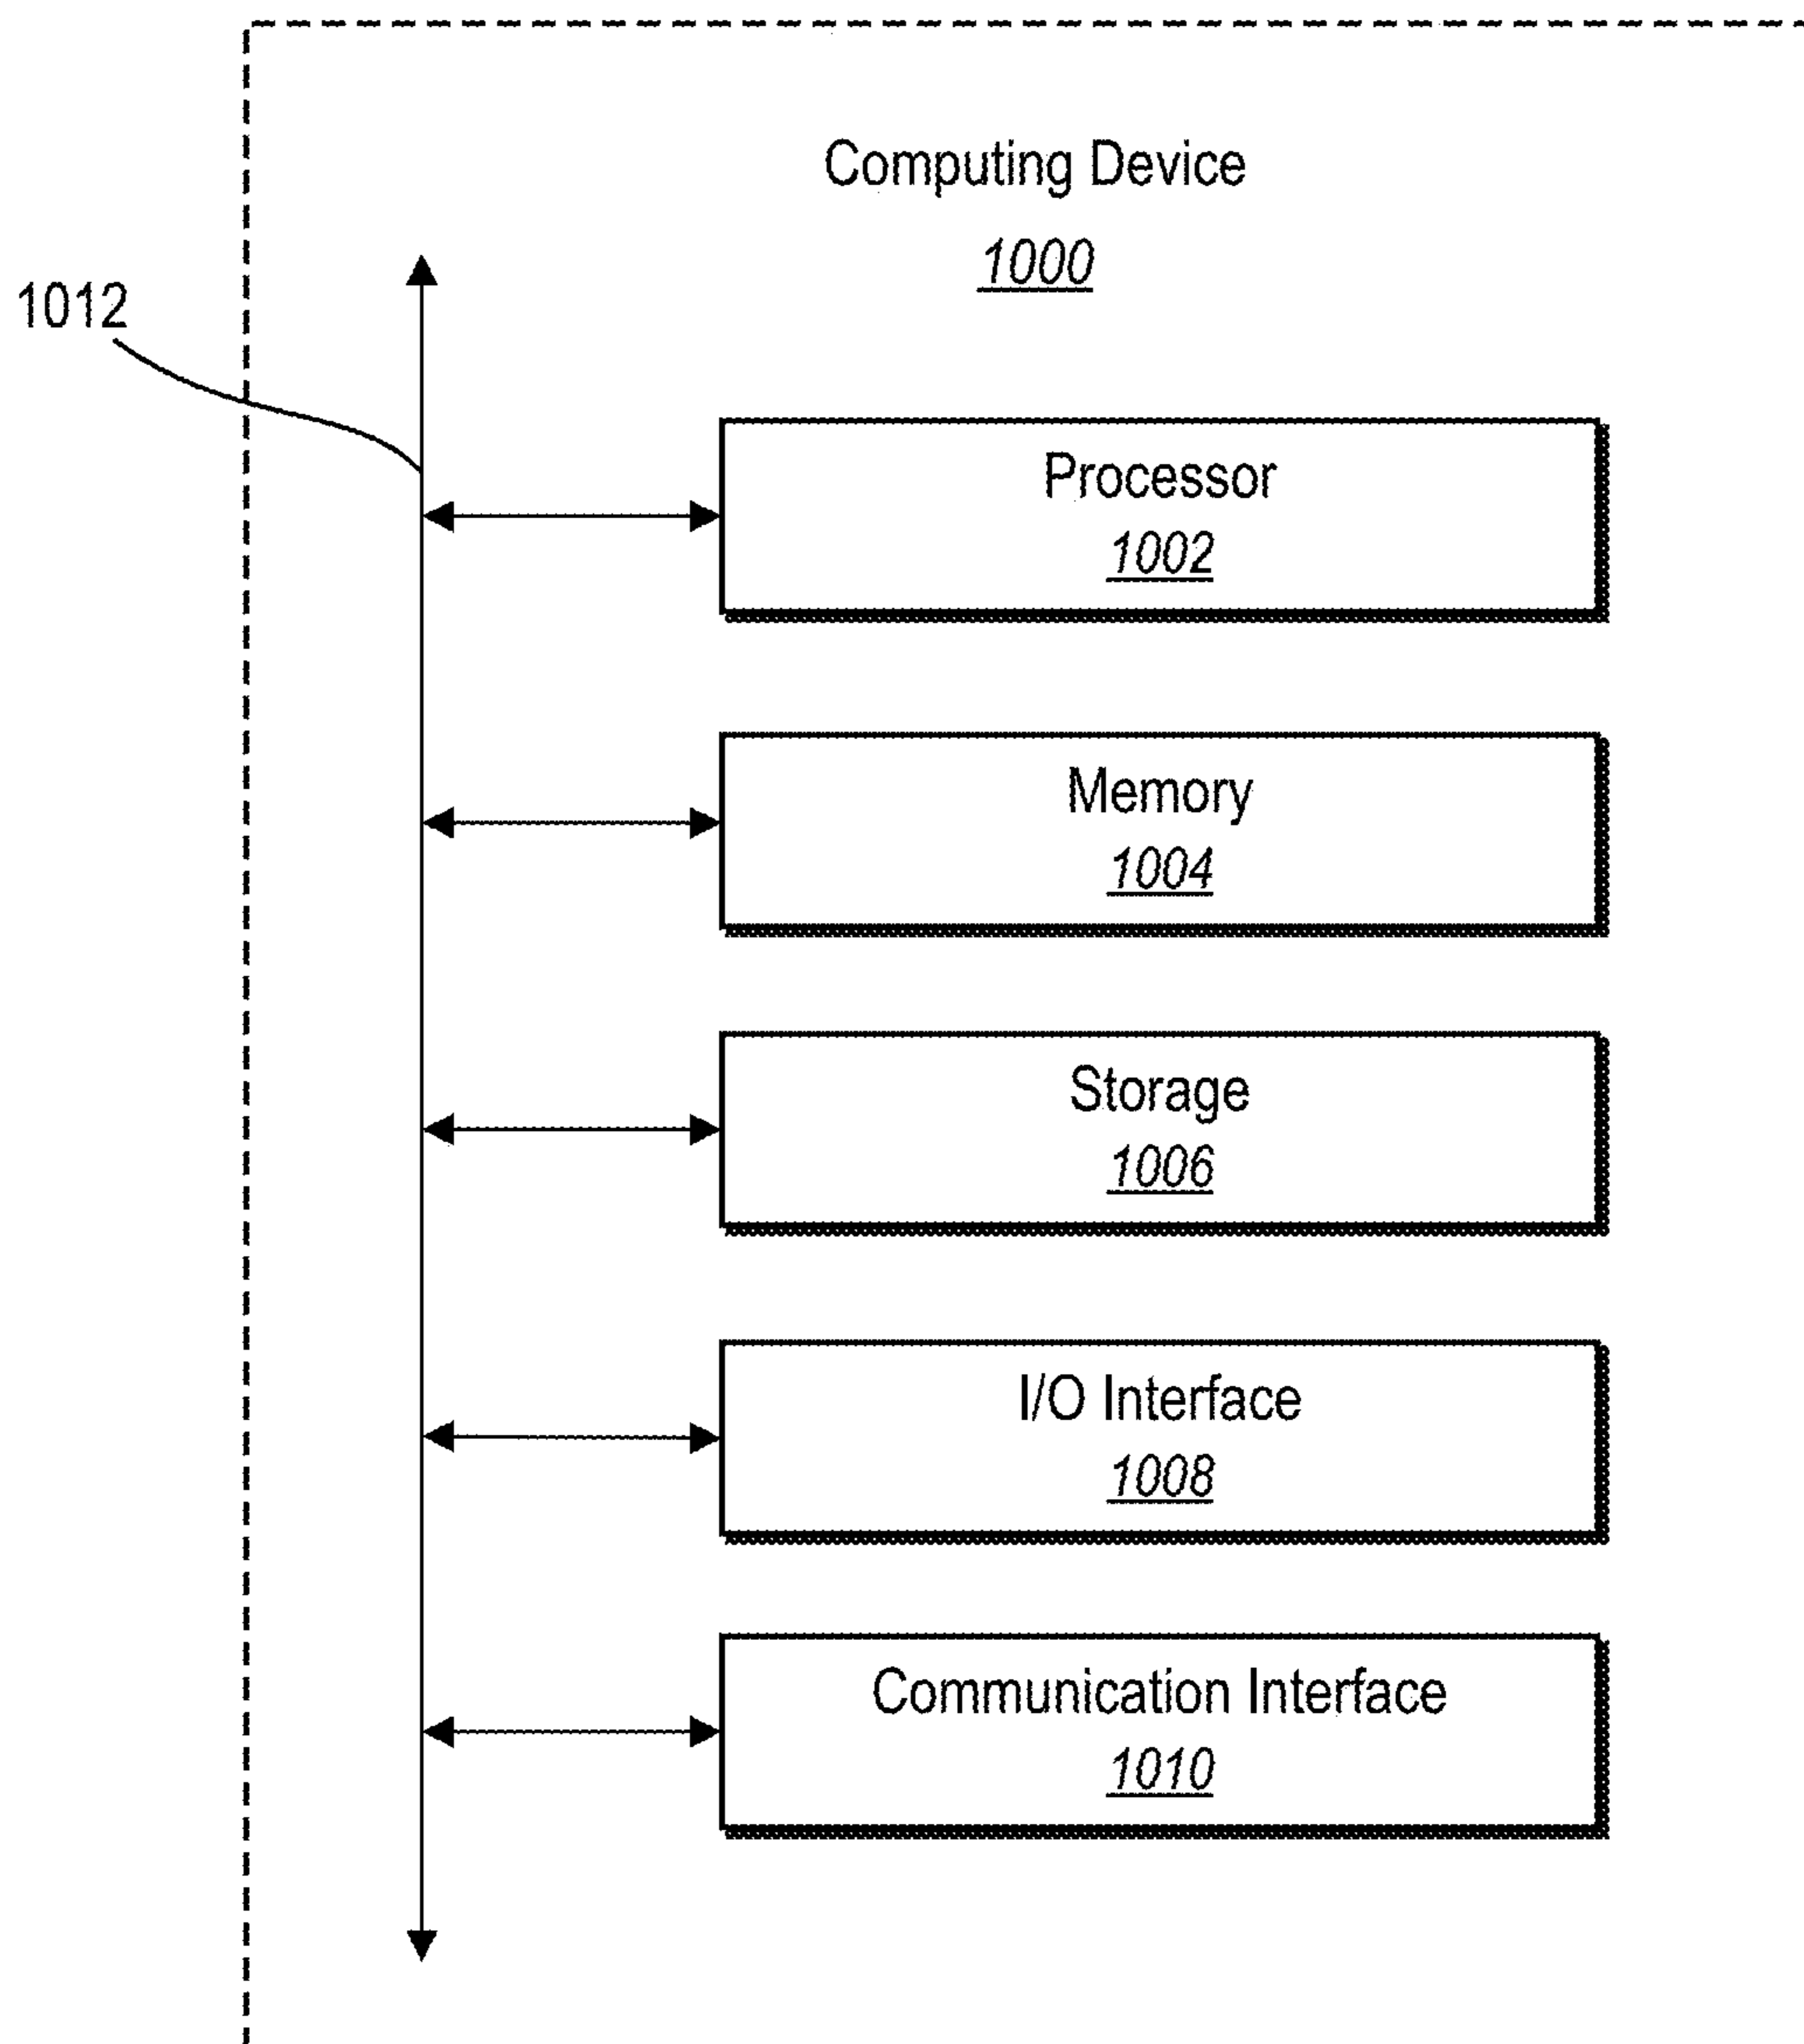 Computing Device
1000
1012
Processor
1002
Memory
1004
Storage
1006
I/O Interface
1008
Communication Interface
1010